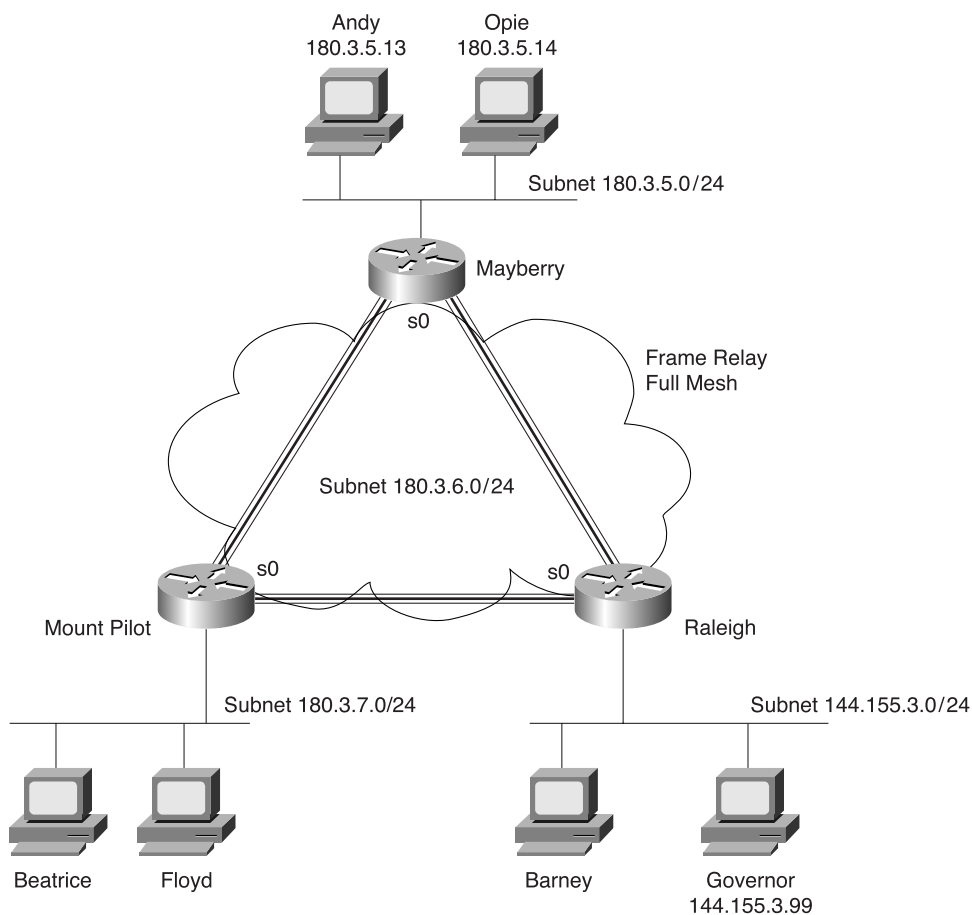 Andy
180.3.5.13
Opie
180.3.5.14
Subnet 180.3.5.0/24
Mayberry
s0
Frame Relay
Full Mesh
Subnet 180.3.6.0/24
s0
s0
Mount Pilot
Raleigh
Subnet 180.3.7.0/24
Subnet 144.155.3.0/24
Beatrice
Floyd
Barney
Governor
144.155.3.99